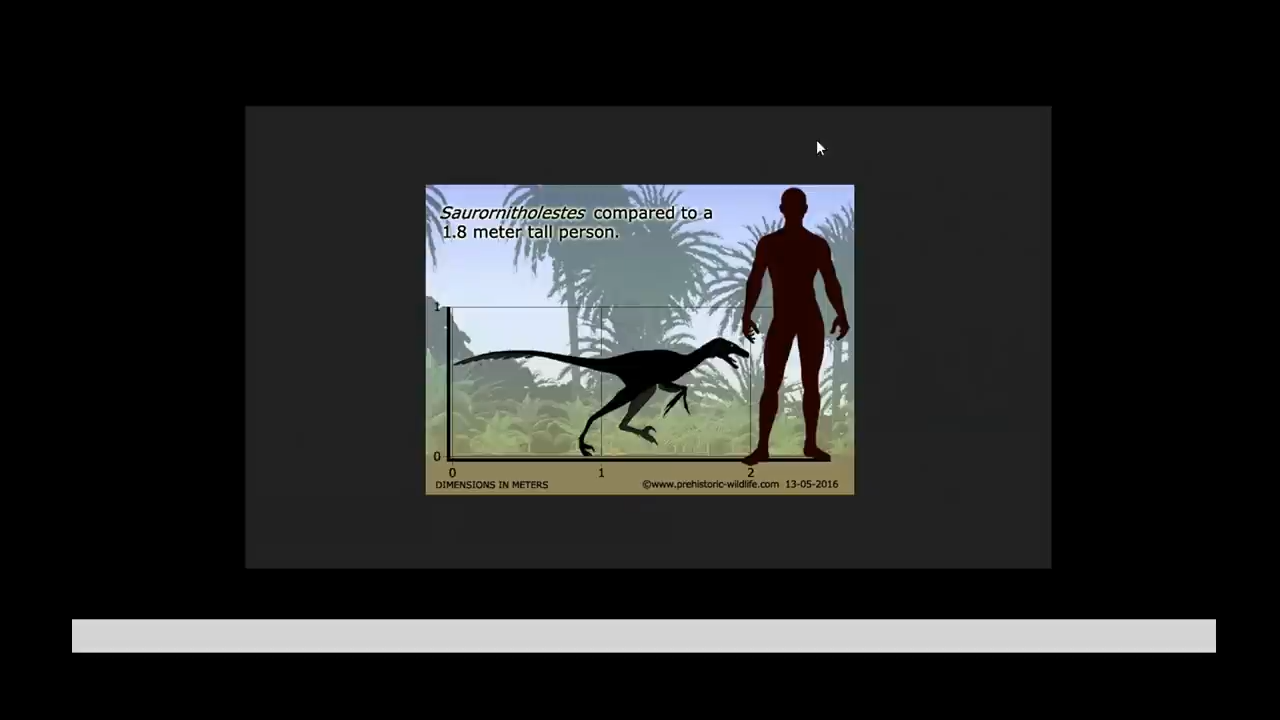 Saurornitholestes compared to a
1.8 meter tall person.
1
0
0 1 2
DIMENSIONS IN METERS ©www.prehistoric-wildlife.com 13-05-2016